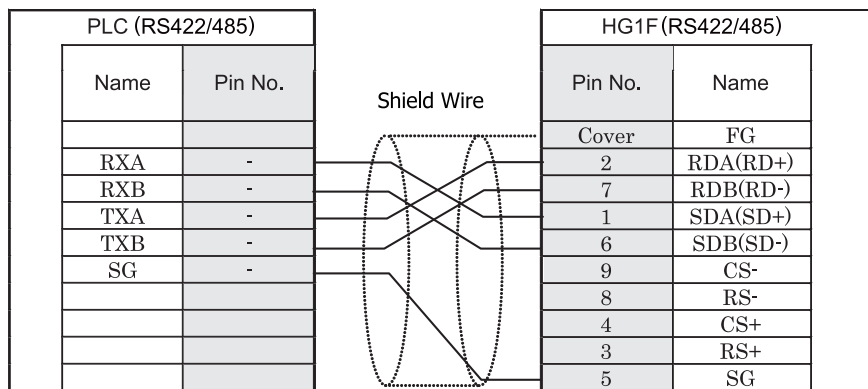 PLC (RS422/485) HG1F (RS422/485)
Name Pin No. Shield Wire Pin No. Name
Cover FG
RXA - 2 RDA(RD+)
RXB - 7 RDB(RD-)
TXA - 1 SDA(SD+)
TXB - 6 SDB(SD-)
SG - 9 CS-
8 RS-
4 CS+
3 RS+
5 SG